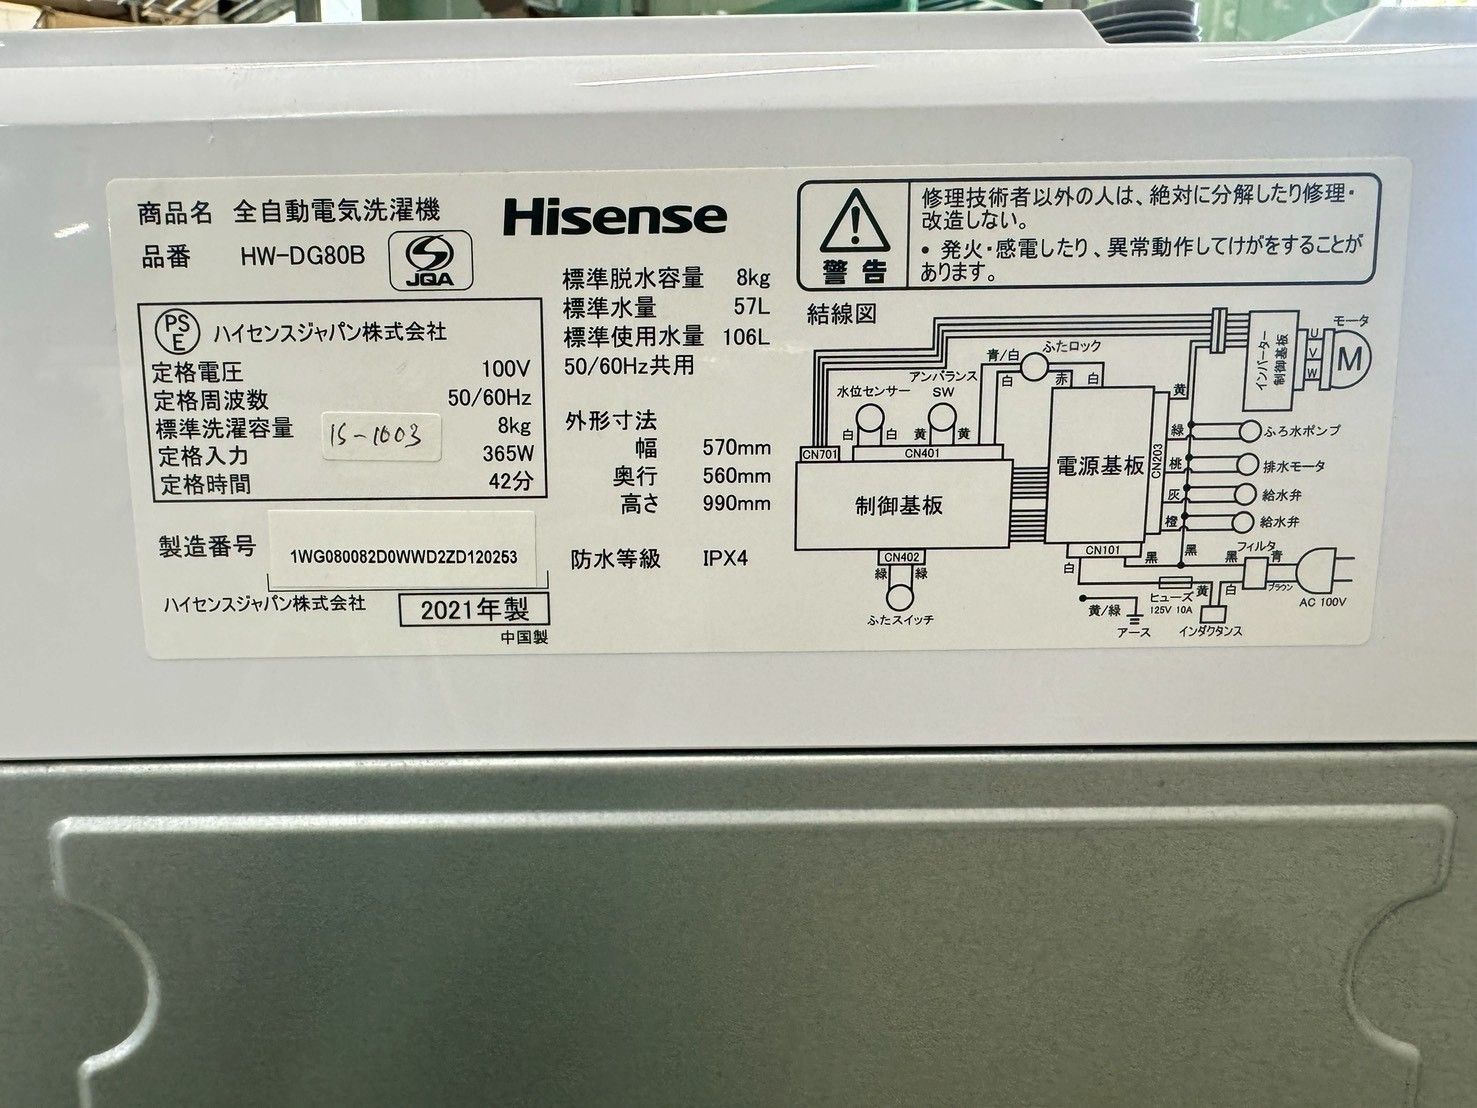 商品名 全自動電気洗濯機
品番 HW-DG80B
JQA
Hisense
PS
E
ハイセンスジャパン株式会社
定格電圧 100V
定格周波数 50/60Hz
標準洗濯容量 8kg
定格入力 365W
定格時間 42分
15-1003
製造番号 1WG080082D0WWD2ZD120253
ハイセンスジャパン株式会社 2021年製
中国製
標準脱水容量 8kg
標準水量 57L
標準使用水量 106L
50/60Hz共用
外形寸法
幅 570mm
奥行 560mm
高さ 990mm
防水等級 IPX4
警告
修理技術者以外の人は、絶対に分解したり修理・
改造しない。
• 発火・感電したり、異常動作してけがをすることが
あります。
結線図
モータ
インバーター
制御基板
U
V
W
M
ふたロック
青/白
白
赤
白
アンバランス
SW
水位センサー
白 白 黄 黄
CN701
CN401
制御基板
電源基板
CN203
黄
緑 ふろ水ポンプ
桃 排水モータ
灰 給水弁
橙 給水弁
CN402
緑 緑
ふたスイッチ
CN101
白
黒
黒
フィルタ
黒 青
ブラウン
AC 100V
ヒューズ
125V 10A
黄
白
インダクタンス
黄/緑
アース